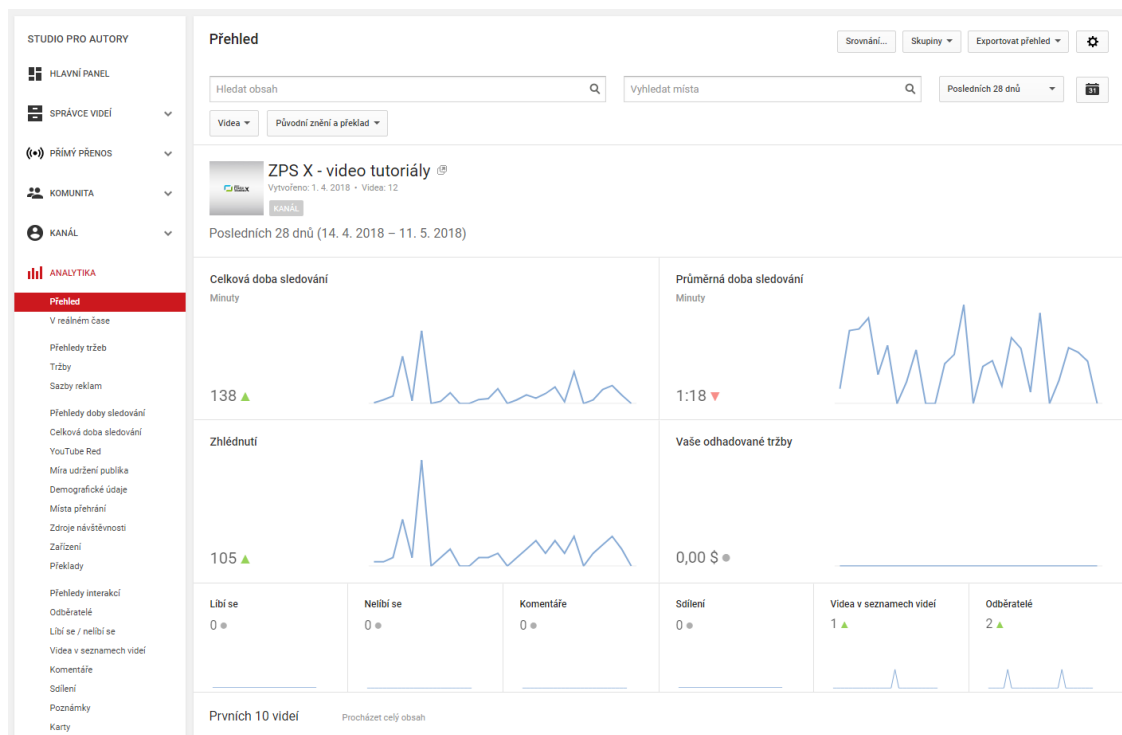 STUDIO PRO AUTORY
HLAVNÍ PANEL
SPRÁVCE VIDEÍ
PŘÍMÝ PŘENOS
KOMUNITA
KANÁL
ANALYTIKA
Přehled
V reálném čase
Přehledy tržeb
Tržby
Sazby reklam
Přehledy doby sledování
Celková doba sledování
YouTube Red
Míra udržení publika
Demografické údaje
Místa přehrání
Zdroje návštěvnosti
Zařízení
Překlady
Přehledy interakcí
Odběratelé
Líbí se / nelíbí se
Videa v seznamech videí
Komentáře
Sdílení
Poznámky
Karty
Přehled
Srovnání...
Skupiny
Exportovat přehled
Hledat obsah
Vyhledat místa
Posledních 28 dnů
31
Videa
Původní znění a překlad
ZPS X - video tutoriály
Vytvořeno: 1. 4. 2018 • Videa: 12
KANÁL
Posledních 28 dnů (14. 4. 2018 – 11. 5. 2018)
Celková doba sledování
Minuty
138
Průměrná doba sledování
Minuty
1:18
Zhlédnutí
105
Vaše odhadované tržby
0,00 $
Líbí se
0
Nelíbí se
0
Komentáře
0
Sdílení
0
Videa v seznamech videí
1
Odběratelé
2
Prvních 10 videí
Procházet celý obsah